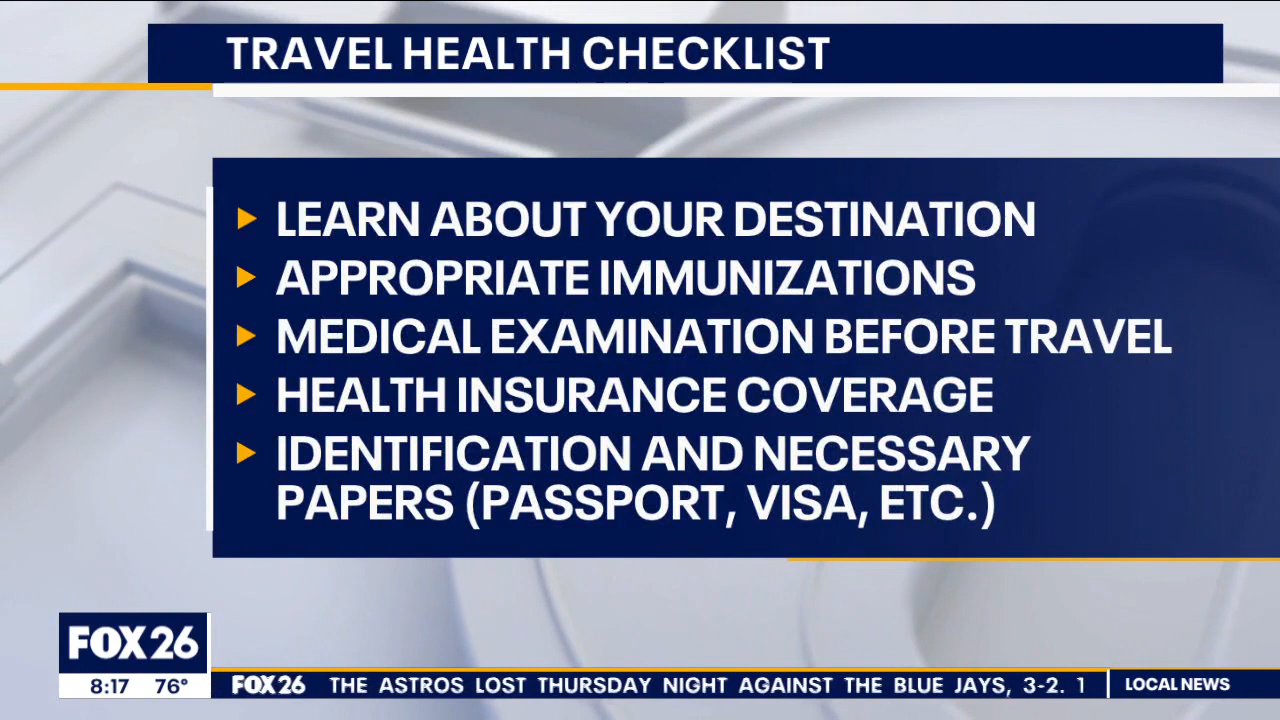 TRAVEL HEALTH CHECKLIST
LEARN ABOUT YOUR DESTINATION
APPROPRIATE IMMUNIZATIONS
MEDICAL EXAMINATION BEFORE TRAVEL
HEALTH INSURANCE COVERAGE
IDENTIFICATION AND NECESSARY
PAPERS (PASSPORT, VISA, ETC.)
FOX 26
8:17 76°
FOX 26 THE ASTROS LOST THURSDAY NIGHT AGAINST THE BLUE JAYS, 3-2. 1 LOCAL NEWS